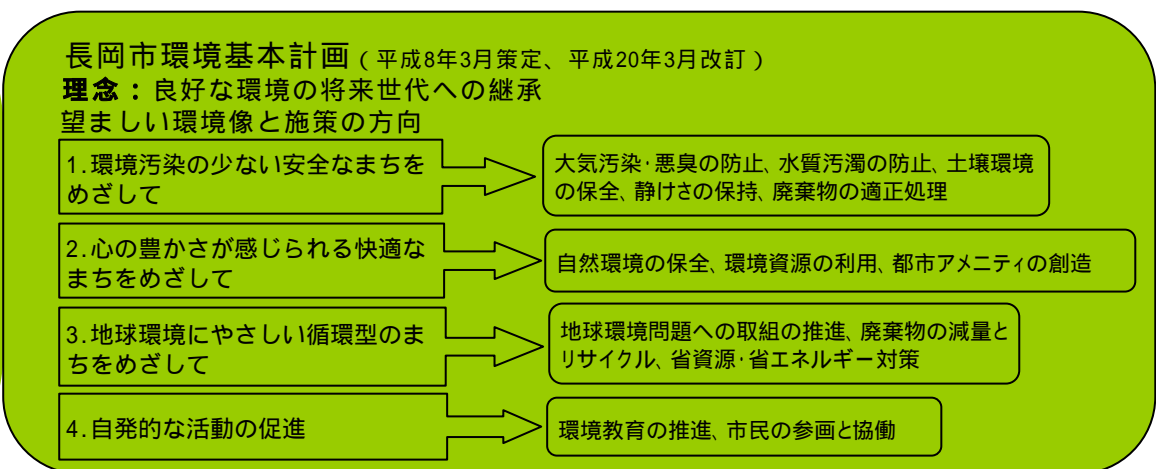 長岡市環境基本計画(平成8年3月策定、平成20年3月改訂)
理念:良好な環境の将来世代への継承
望ましい環境像と施策の方向
1.環境汚染の少ない安全なまちを
めざして
大気汚染・悪臭の防止、水質汚濁の防止、土壌環境
の保全、静けさの保持、廃棄物の適正処理
2.心の豊かさが感じられる快適な
まちをめざして
自然環境の保全、環境資源の利用、都市アメニティの創造
3.地球環境にやさしい循環型のま
ちをめざして
地球環境問題への取組の推進、廃棄物の減量と
リサイクル、省資源・省エネルギー対策
4.自発的な活動の促進
環境教育の推進、市民の参画と協働